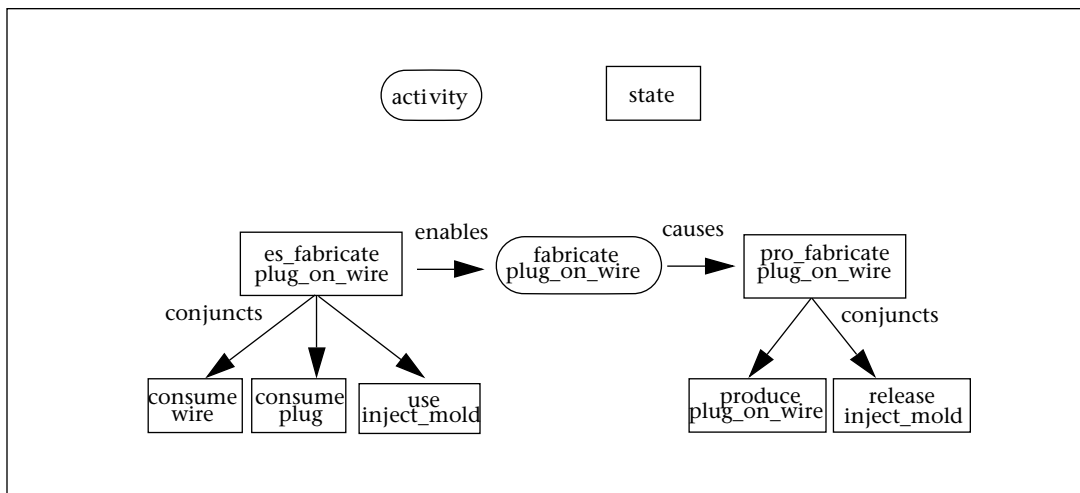 activity
state
enables
causes
es_fabricate
plug_on_wire
fabricate
plug_on_wire
pro_fabricate
plug_on_wire
conjuncts
conjuncts
consume
wire
consume
plug
use
inject_mold
produce
plug_on_wire
release
inject_mold